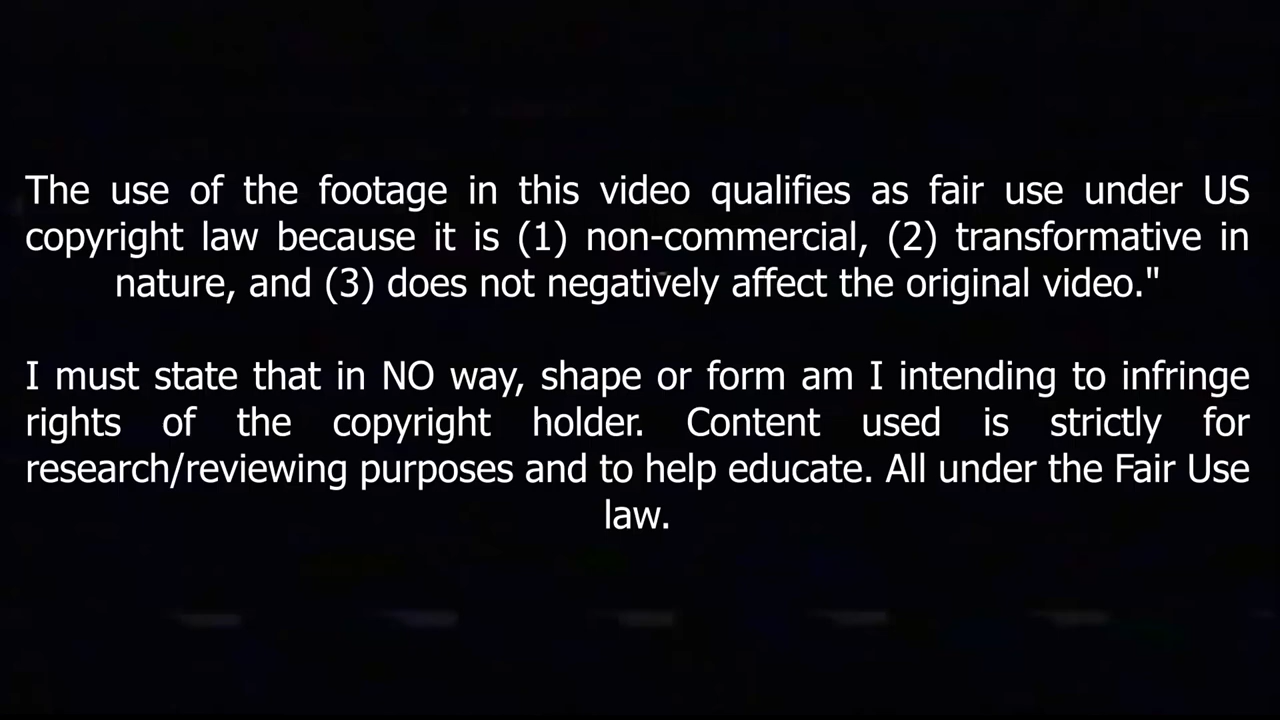 The use of the footage in this video qualifies as fair use under US
copyright law because it is (1) non-commercial, (2) transformative in
nature, and (3) does not negatively affect the original video."
I must state that in NO way, shape or form am I intending to infringe
rights of the copyright holder. Content used is strictly for
research/reviewing purposes and to help educate. All under the Fair Use
law.